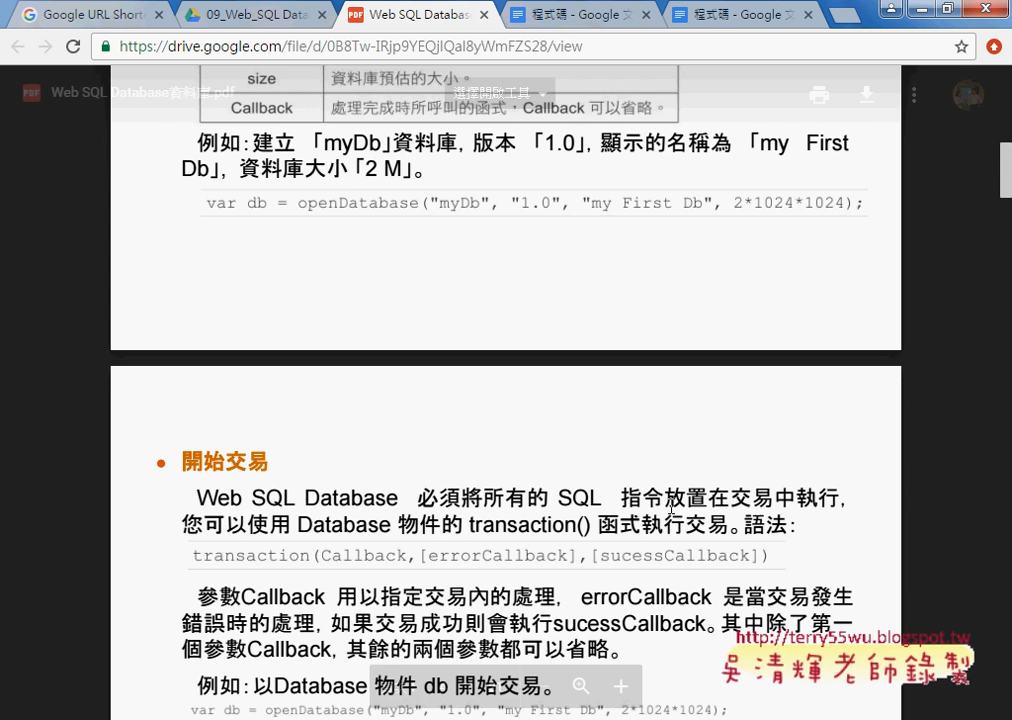 Google URL Short
09_Web_SQL Data
Web SQL Databas
程式碼 - Google 文
程式碼 - Google 文
https://drive.google.com/file/d/0B8Tw-IRjp9YEQjlQal8yWmFZS28/view
size 資料庫預估的大小。
Web SQL Database資料庫.pdf
選擇開啟工具
Callback 處理完成時所呼叫的函式，Callback 可以省略。
例如：建立 「myDb」資料庫，版本 「1.0」，顯示的名稱為 「my First
Db」，資料庫大小「2 M」。
var db = openDatabase("myDb", "1.0", "my First Db", 2*1024*1024);
• 開始交易
Web SQL Database 必須將所有的 SQL 指令放置在交易中執行，
您可以使用 Database 物件的 transaction() 函式執行交易。語法：
transaction(Callback,[errorCallback],[sucessCallback])
參數Callback 用以指定交易內的處理， errorCallback 是當交易發生
錯誤時的處理，如果交易成功則會執行sucessCallback。其中除了第一
個參數Callback，其餘的兩個參數都可以省略。
http://terry55wu.blogspot.tw
吳清輝老師錄製
例如：以Database 物件 db 開始交易。
var db = openDatabase("myDb", "1.0", "my First Db", 2*1024*1024);